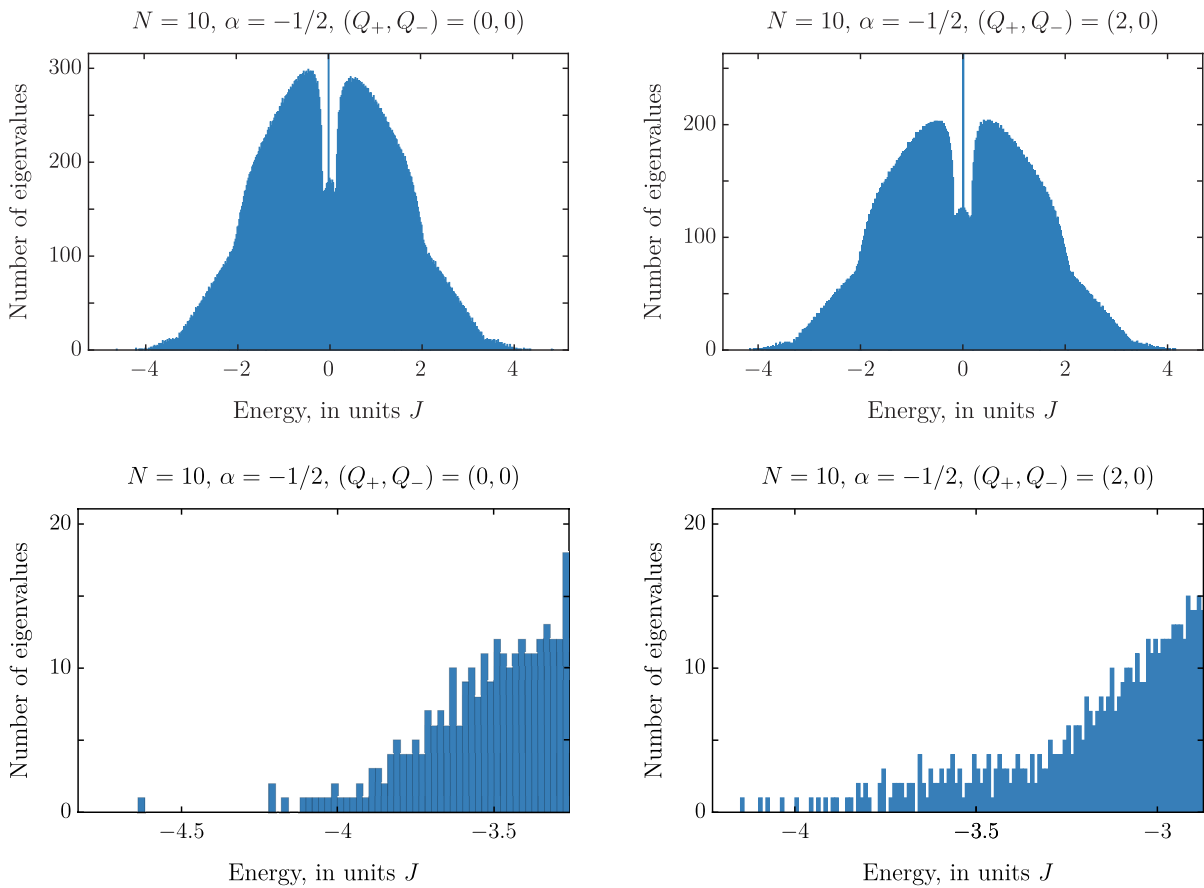 N = 10, α = −1/2, (Q₊, Q₋) = (0, 0)
Number of eigenvalues
300
200
100
0
−4
−2
0
2
4
Energy, in units J
N = 10, α = −1/2, (Q₊, Q₋) = (2, 0)
Number of eigenvalues
200
100
0
−4
−2
0
2
4
Energy, in units J
N = 10, α = −1/2, (Q₊, Q₋) = (0, 0)
Number of eigenvalues
20
10
0
−4.5
−4
−3.5
Energy, in units J
N = 10, α = −1/2, (Q₊, Q₋) = (2, 0)
Number of eigenvalues
20
10
0
−4
−3.5
−3
Energy, in units J